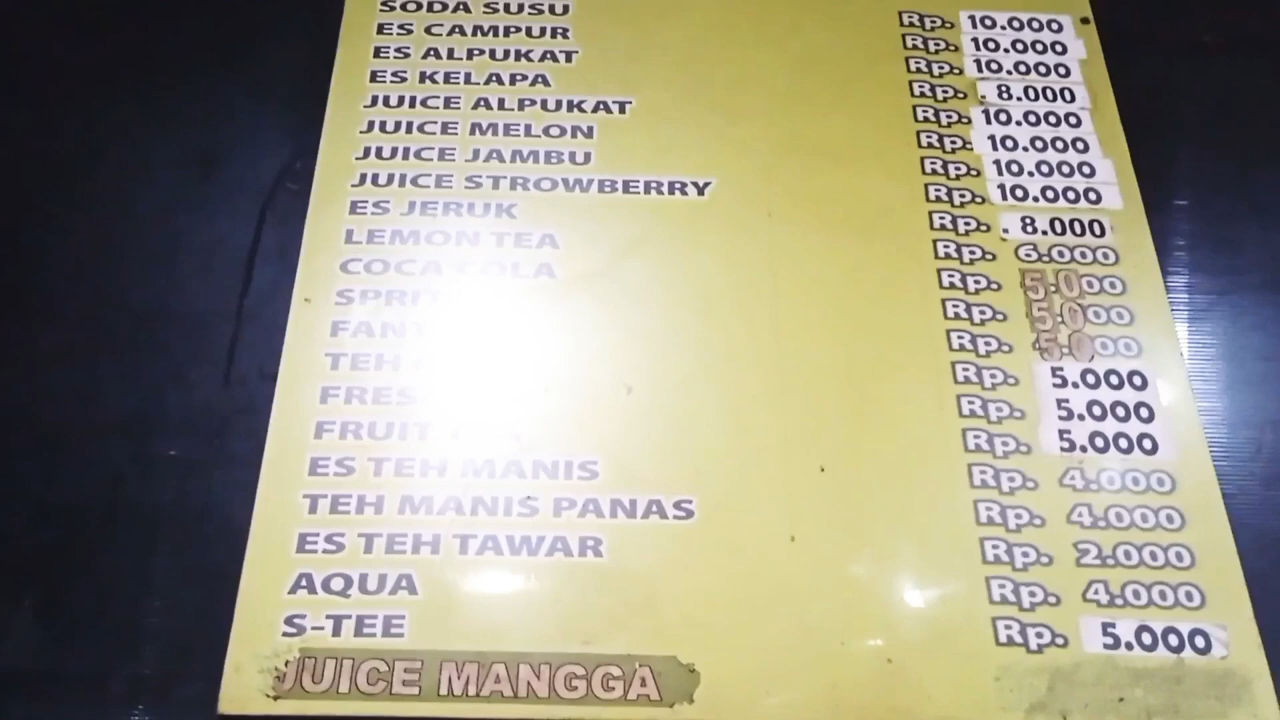 SODA SUSU Rp. 10.000
ES CAMPUR Rp. 10.000
ES ALPUKAT Rp. 10.000
ES KELAPA Rp. 8.000
JUICE ALPUKAT Rp. 10.000
JUICE MELON Rp. 10.000
JUICE JAMBU Rp. 10.000
JUICE STROWBERRY Rp. 10.000
ES JERUK Rp. 8.000
LEMON TEA Rp. 6.000
COCA COLA Rp. 5.000
Rp. 5.000
Rp. 5.000
TEH Rp. 5.000
Rp. 5.000
FRUIT Rp. 5.000
ES TEH MANIS Rp. 4.000
TEH MANIS PANAS Rp. 4.000
ES TEH TAWAR Rp. 2.000
AQUA Rp. 4.000
S-TEE Rp. 5.000
JUICE MANGGA